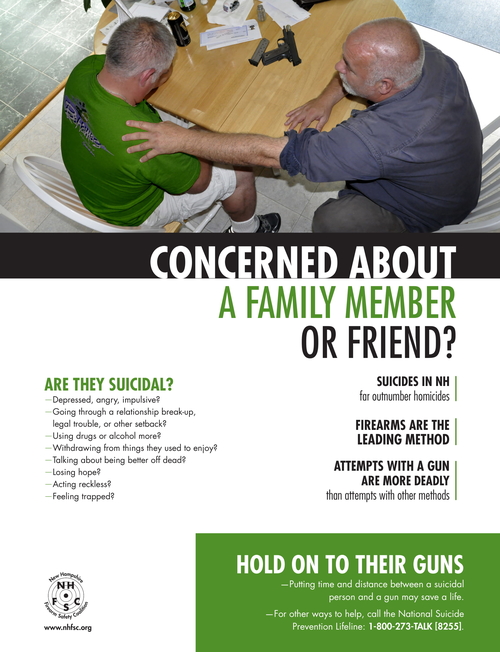 CONCERNED ABOUT
A FAMILY MEMBER
OR FRIEND?
ARE THEY SUICIDAL?
—Depressed, angry, impulsive?
—Going through a relationship break-up,
legal trouble, or other setback?
—Using drugs or alcohol more?
—Withdrawing from things they used to enjoy?
—Talking about being better off dead?
—Losing hope?
—Acting reckless?
—Feeling trapped?
SUICIDES IN NH
far outnumber homicides
FIREARMS ARE THE
LEADING METHOD
ATTEMPTS WITH A GUN
ARE MORE DEADLY
than attempts with other methods
HOLD ON TO THEIR GUNS
—Putting time and distance between a suicidal
person and a gun may save a life.
—For other ways to help, call the National Suicide
Prevention Lifeline: 1-800-273-TALK [8255].
New Hampshire
NH
F S C
Firearm Safety Coalition
www.nhfsc.org